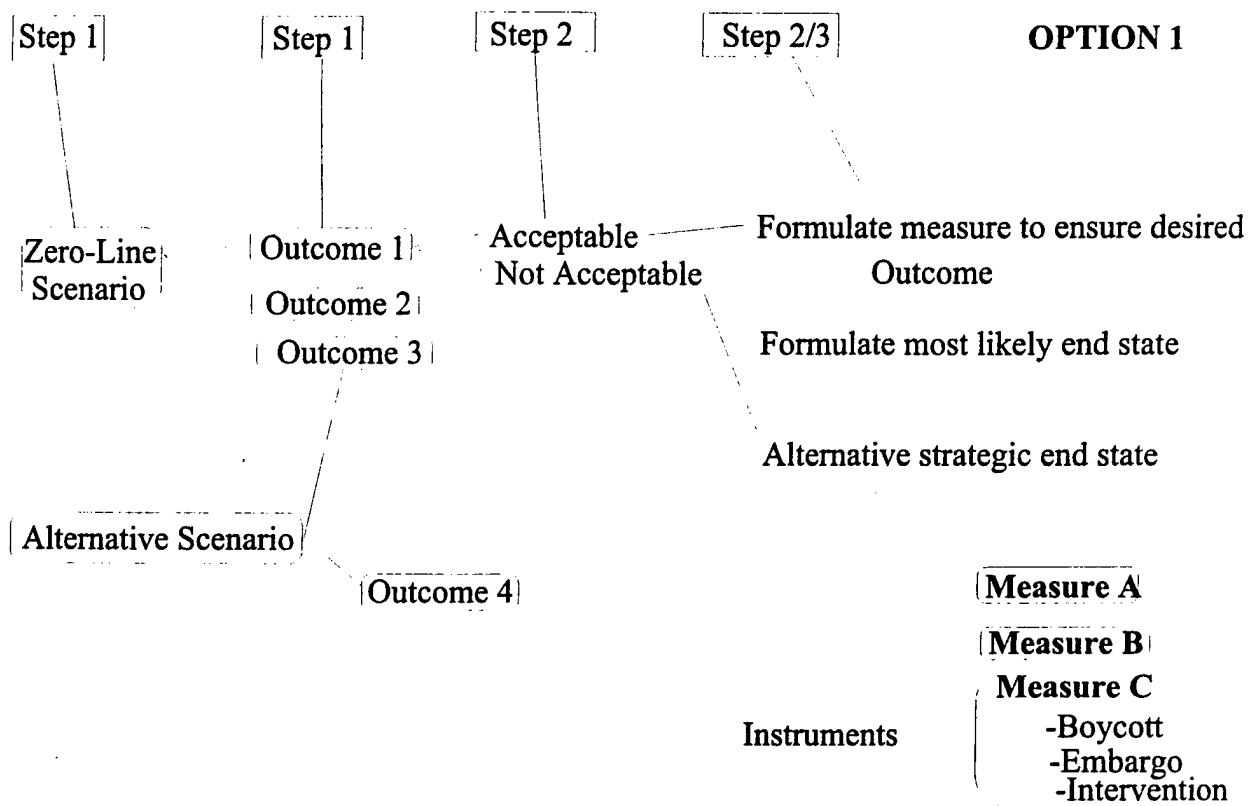 Step 1 Step 1 Step 2 Step 2/3 OPTION 1
Zero-Line
Scenario
Outcome 1
Outcome 2
Outcome 3
Acceptable
Not Acceptable
Formulate measure to ensure desired
Outcome
Formulate most likely end state
Alternative strategic end state
Alternative Scenario
Outcome 4
Measure A
Measure B
Measure C
Instruments
-Boycott
-Embargo
-Intervention